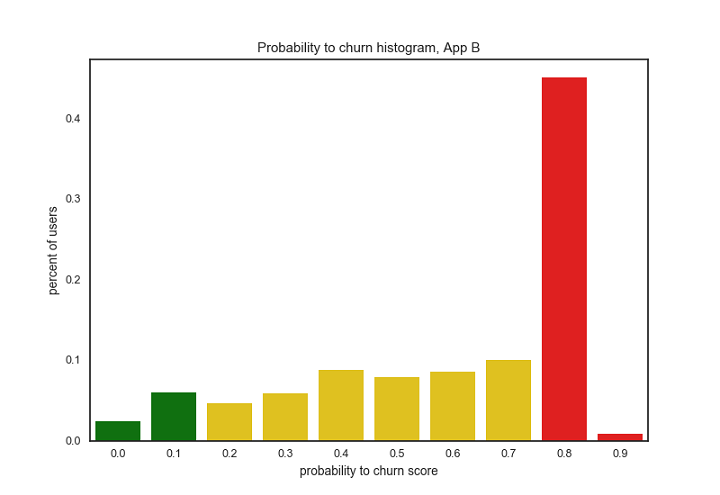 Probability to churn histogram, App B
percent of users
0.4
0.3
0.2
0.1
0.0
0.0 0.1 0.2 0.3 0.4 0.5 0.6 0.7 0.8 0.9
probability to churn score